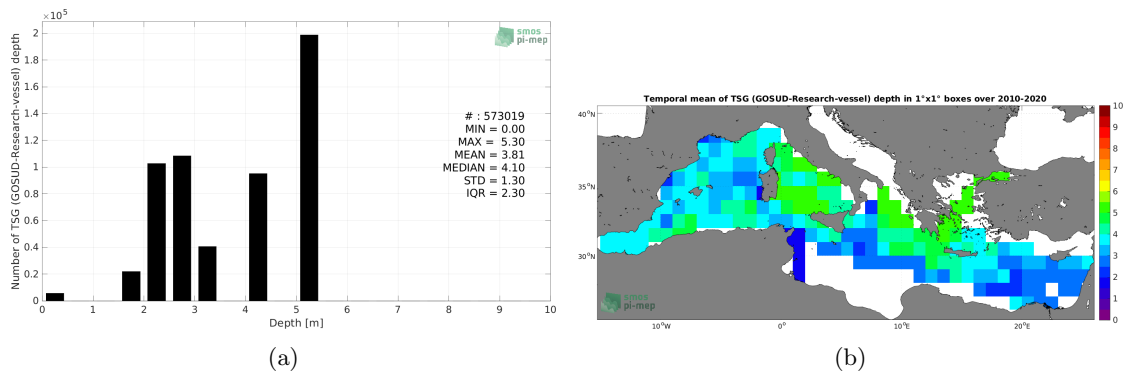 ×10⁵
2
1.8
1.6
1.4
1.2
1
0.8
0.6
0.4
0.2
0
Number of TSG (GOSUD-Research-vessel) depth
smos
pi-mep
# : 573019
MIN = 0.00
MAX = 5.30
MEAN = 3.81
MEDIAN = 4.10
STD = 1.30
IQR = 2.30
0 1 2 3 4 5 6 7 8 9 10
Depth [m]
(a)
Temporal mean of TSG (GOSUD-Research-vessel) depth in 1°x1° boxes over 2010-2020
40°N
35°N
30°N
10°W 0° 10°E 20°E
smos
pi-mep
10
9
8
7
6
5
4
3
2
1
0
(b)